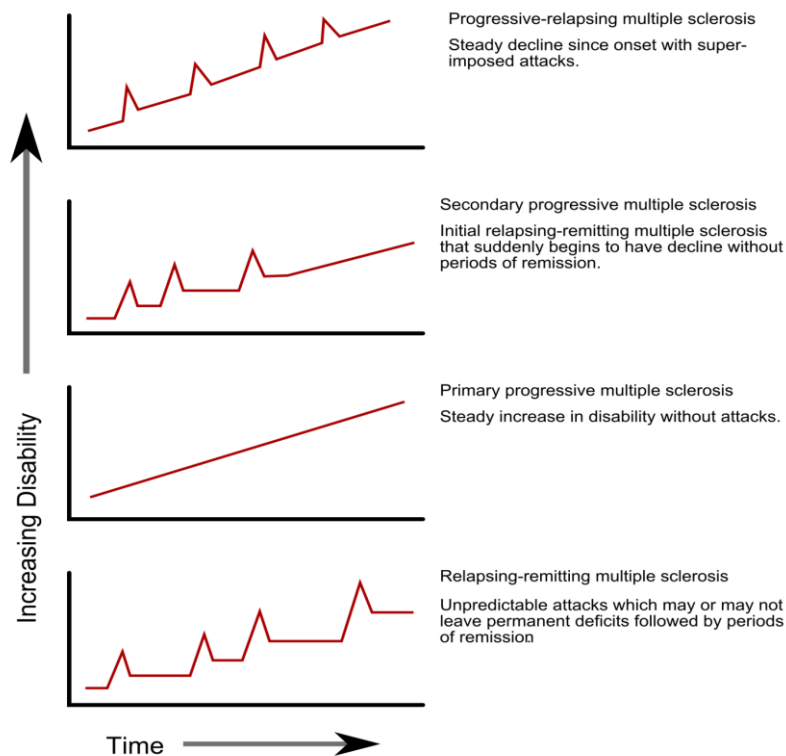 Progressive-relapsing multiple sclerosis
Steady decline since onset with super-
imposed attacks.
Secondary progressive multiple sclerosis
Initial relapsing-remitting multiple sclerosis
that suddenly begins to have decline without
periods of remission.
Primary progressive multiple sclerosis
Steady increase in disability without attacks.
Relapsing-remitting multiple sclerosis
Unpredictable attacks which may or may not
leave permanent deficits followed by periods
of remission
Increasing Disability
Time